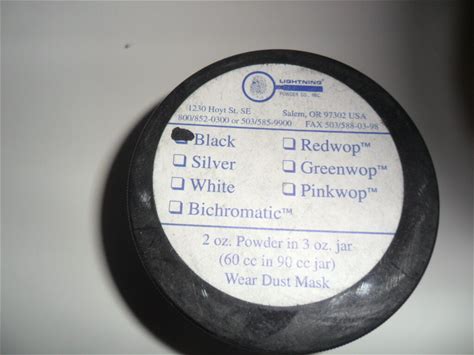 LIGHTNING®
POWDER CO. INC.
1230 Hoyt St. SE Salem, OR 97302 USA
800/852-0300 or 503/585-9900 FAX 503/588-03-98
Black
Silver
White
Bichromatic™
Redwop™
Greenwop™
Pinkwop™
2 oz. Powder in 3 oz. jar
(60 cc in 90 cc jar)
Wear Dust Mask